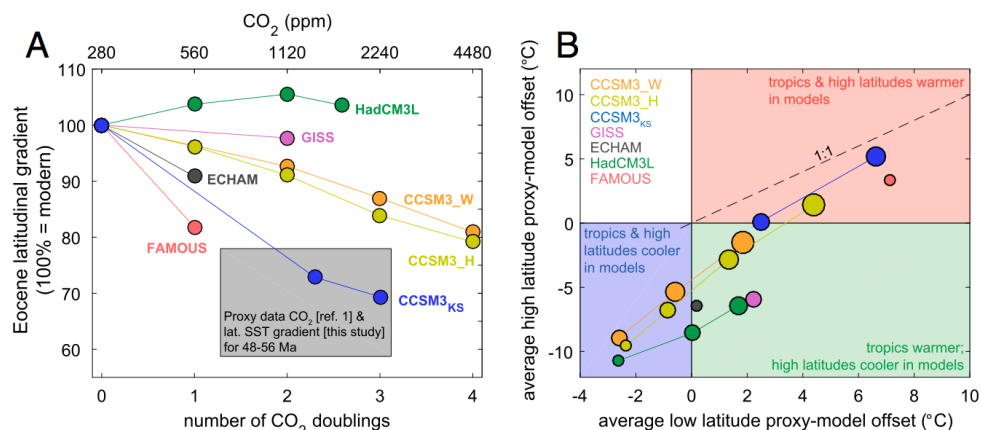 A
CO2 (ppm)
280 560 1120 2240 4480
Eocene latitudinal gradient
(100% = modern)
110
100
90
80
70
60
HadCM3L
GISS
ECHAM
FAMOUS
CCSM3_W
CCSM3_H
CCSM3KS
Proxy data CO2 [ref. 1] &
lat. SST gradient [this study]
for 48-56 Ma
0 1 2 3 4
number of CO2 doublings
B
average high latitude proxy-model offset (°C)
10
5
0
-5
-10
CCSM3_W
CCSM3_H
CCSM3KS
GISS
ECHAM
HadCM3L
FAMOUS
tropics & high latitudes warmer
in models
1:1
tropics & high
latitudes cooler
in models
tropics warmer;
high latitudes cooler in models
-4 -2 0 2 4 6 8 10
average low latitude proxy-model offset (°C)